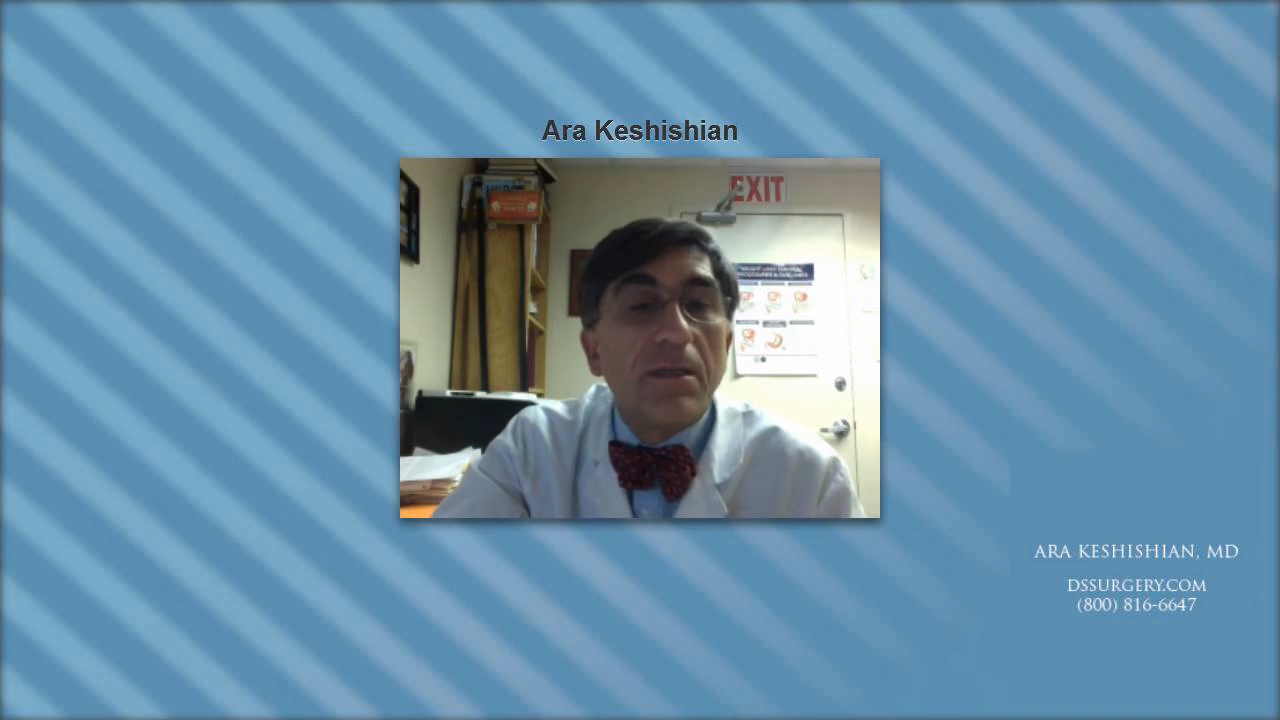 Ara Keshishian
EXIT
ARA KESHISHIAN, MD
DSSURGERY.COM
(800) 816-6647